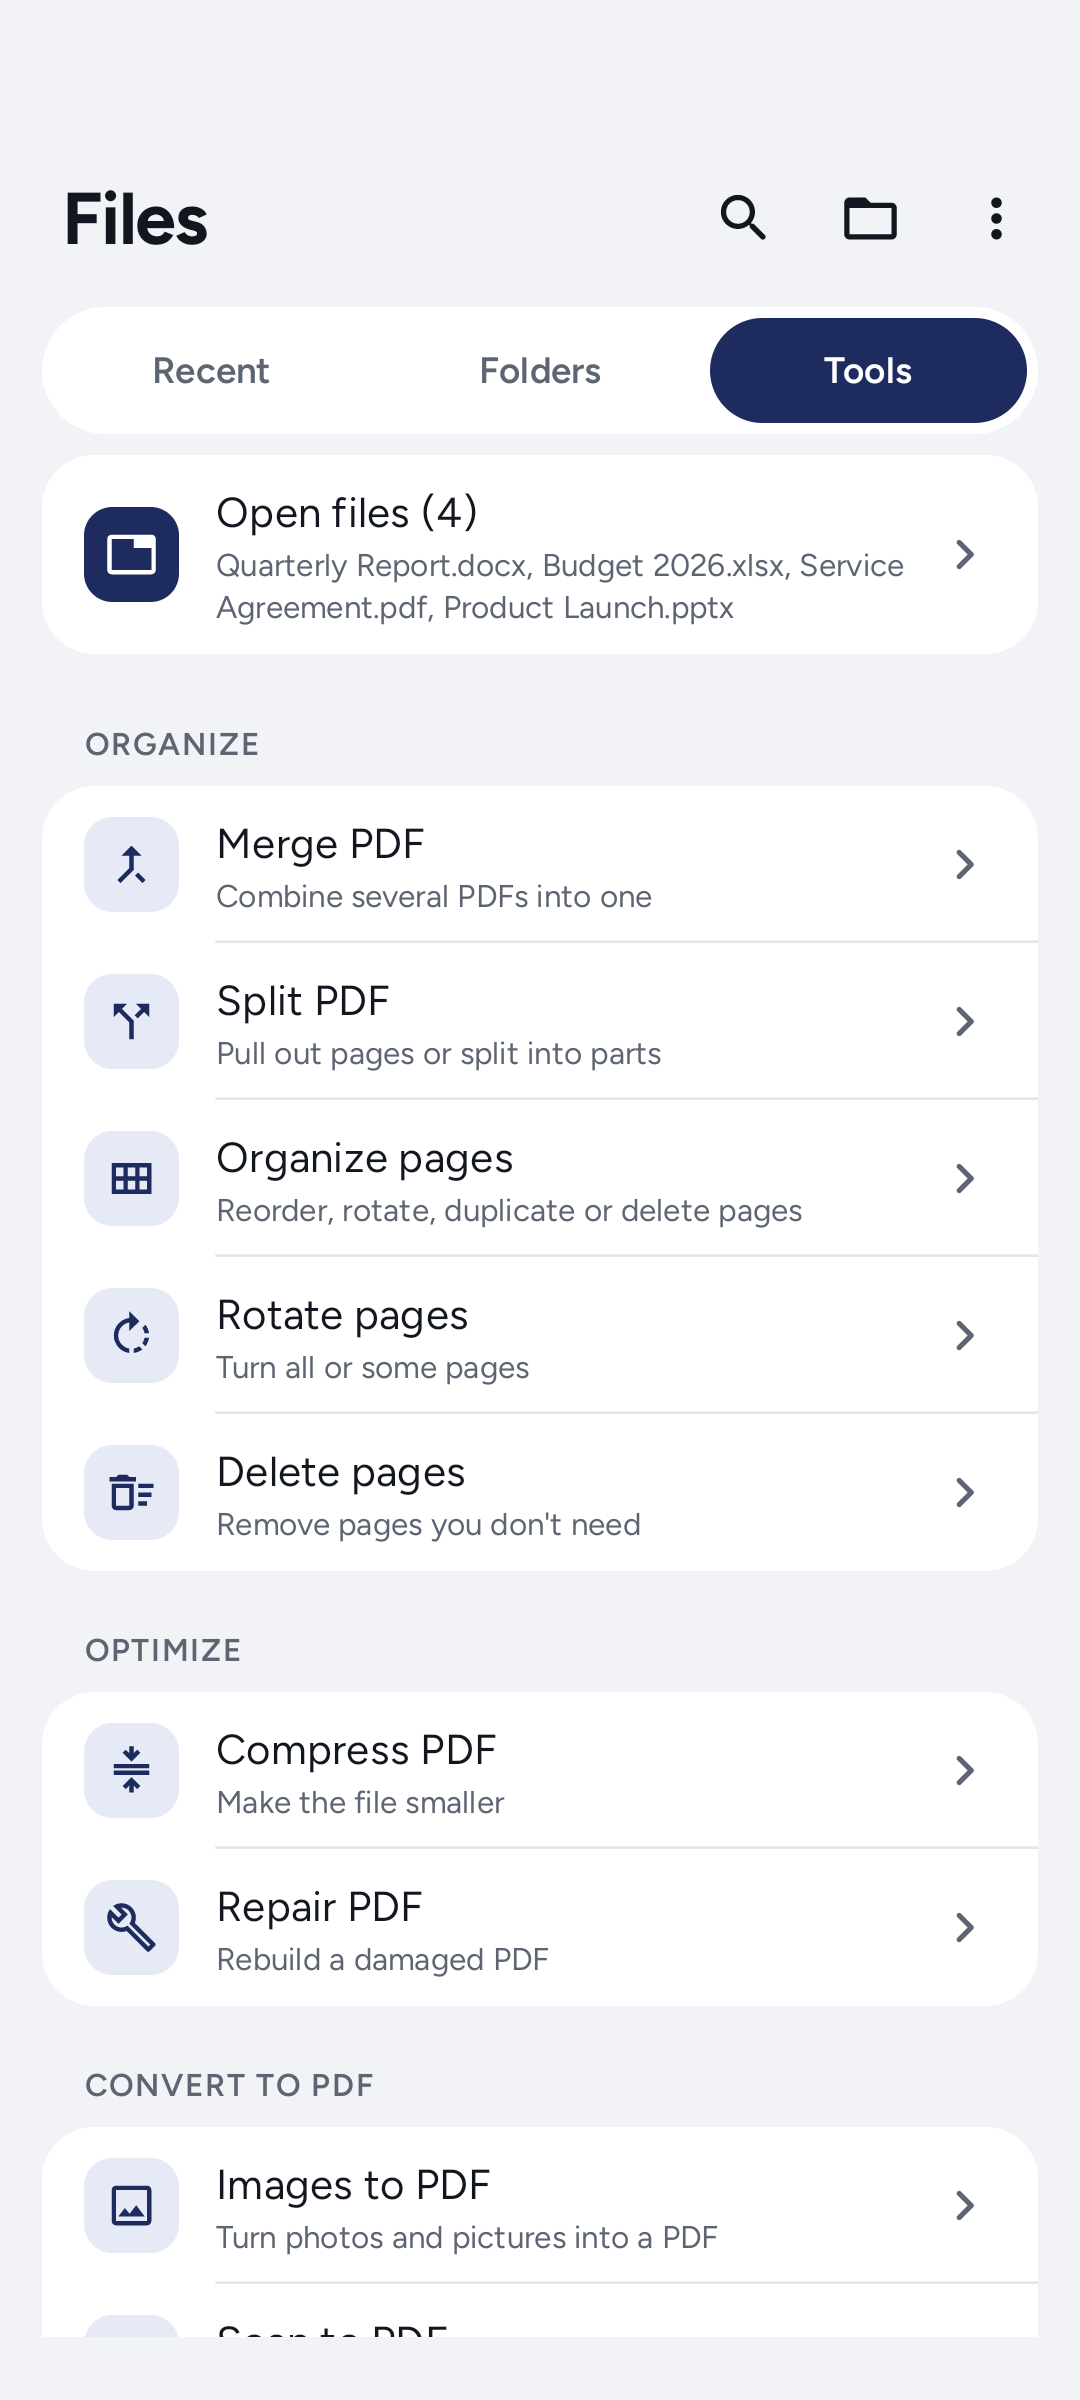 Files
Recent
Folders
Tools
Open files (4)
Quarterly Report.docx, Budget 2026.xlsx, Service
Agreement.pdf, Product Launch.pptx
ORGANIZE
Merge PDF
Combine several PDFs into one
Split PDF
Pull out pages or split into parts
Organize pages
Reorder, rotate, duplicate or delete pages
Rotate pages
Turn all or some pages
Delete pages
Remove pages you don't need
OPTIMIZE
Compress PDF
Make the file smaller
Repair PDF
Rebuild a damaged PDF
CONVERT TO PDF
Images to PDF
Turn photos and pictures into a PDF
Scan to PDF